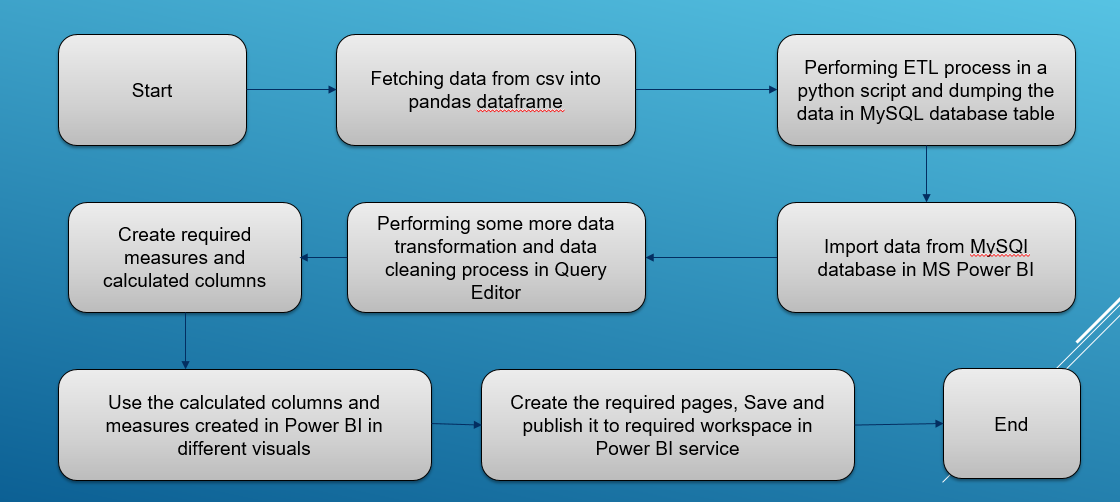 Start
Fetching data from csv into
pandas dataframe
Performing ETL process in a
python script and dumping the
data in MySQL database table
Import data from MySQl
database in MS Power BI
Performing some more data
transformation and data
cleaning process in Query
Editor
Create required
measures and
calculated columns
Use the calculated columns and
measures created in Power BI in
different visuals
Create the required pages, Save and
publish it to required workspace in
Power BI service
End